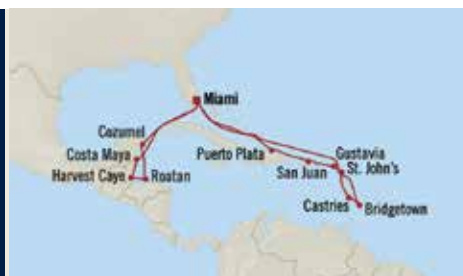 Miami
Cozumel
Costa Maya
Harvest Caye
Roatan
Puerto Plata
San Juan
Gustavia
St. John's
Castries
Bridgetown